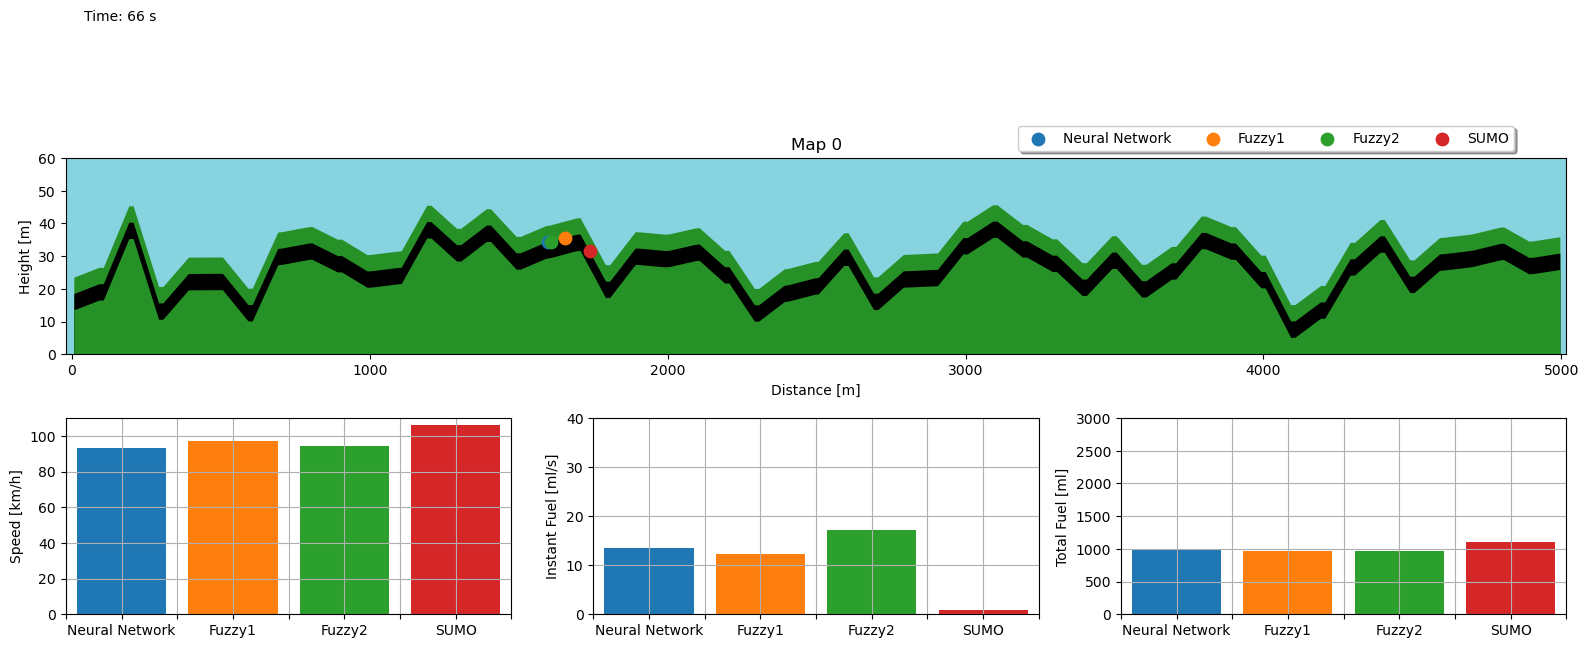 Time: 66 s
Map 0
Neural Network
Fuzzy1
Fuzzy2
SUMO
Height [m]
60
50
40
30
20
10
0
0
1000
2000
3000
4000
5000
Distance [m]
Speed [km/h]
100
80
60
40
20
0
Neural Network
Fuzzy1
Fuzzy2
SUMO
Instant Fuel [ml/s]
40
30
20
10
0
Neural Network
Fuzzy1
Fuzzy2
SUMO
Total Fuel [ml]
3000
2500
2000
1500
1000
500
0
Neural Network
Fuzzy1
Fuzzy2
SUMO